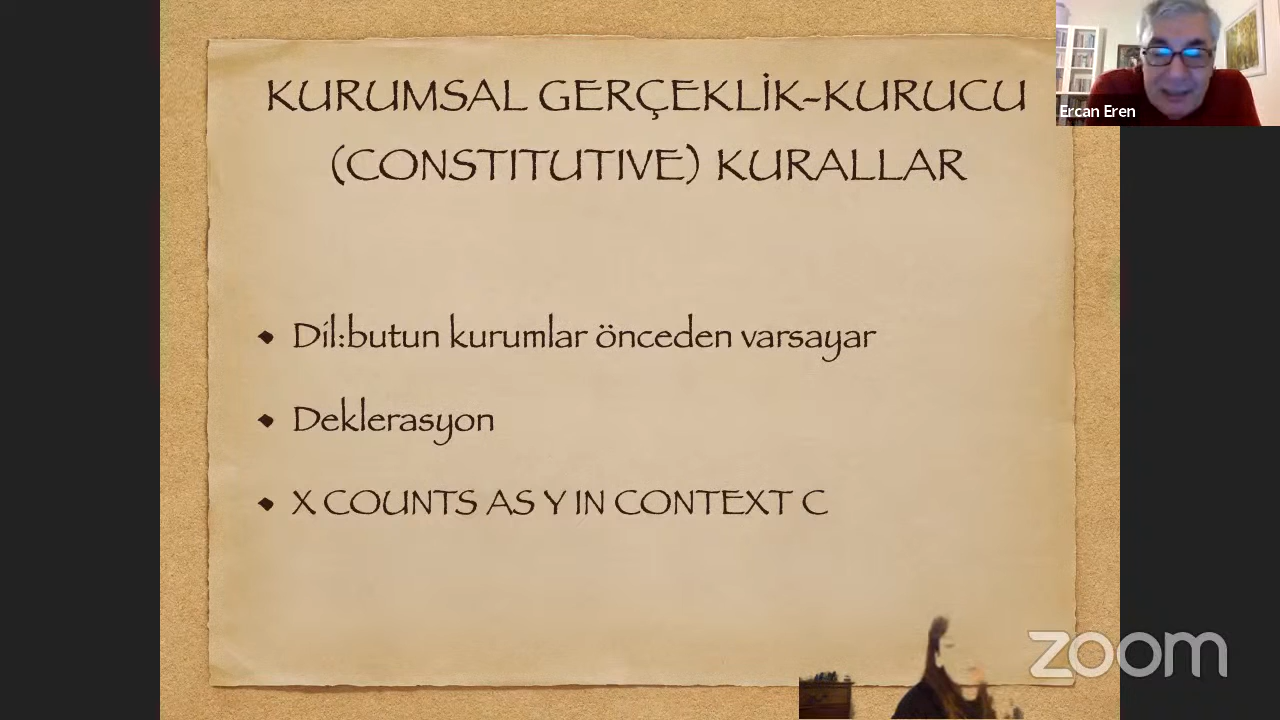 KURUMSAL GERÇEKLİK-KURUCU
(CONSTITUTIVE) KURALLAR
Ercan Eren
• Dil:butun kurumlar önceden varsayar
• Deklerasyon
• X COUNTS AS Y IN CONTEXT C
zoom